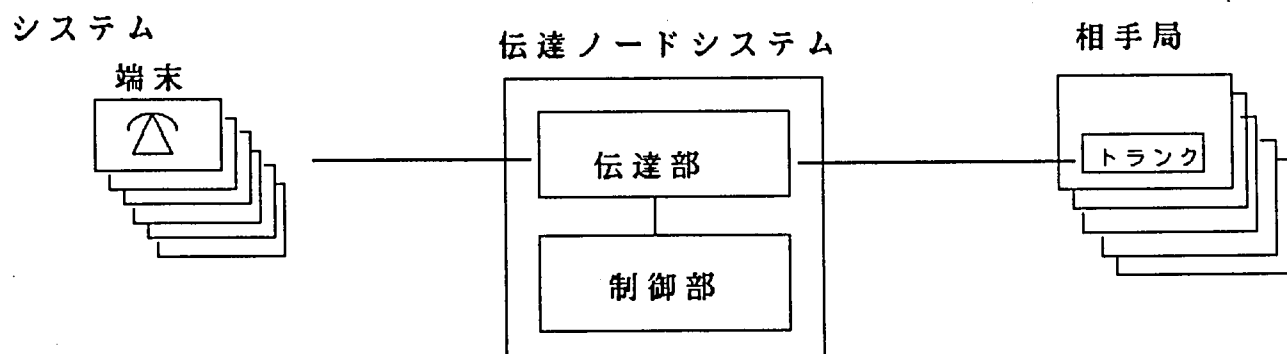 システム
端末
伝達ノードシステム
伝達部
制御部
相手局
トランク